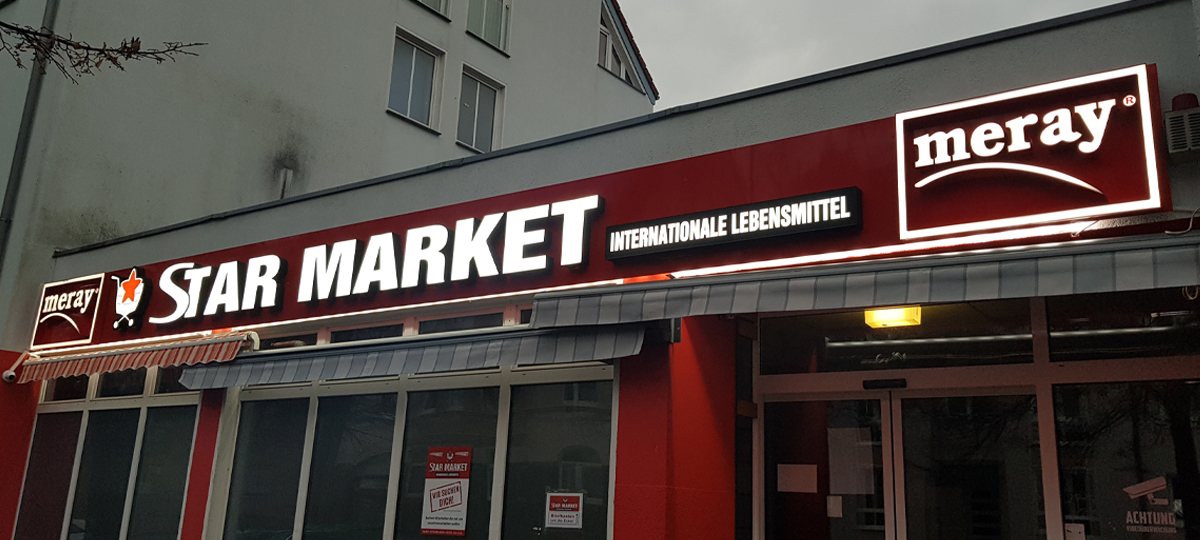 meray
STAR MARKET
INTERNATIONALE LEBENSMITTEL
meray®
STAR MARKET
WIR SUCHEN
DICH!
STAR MARKET
ACHTUNG